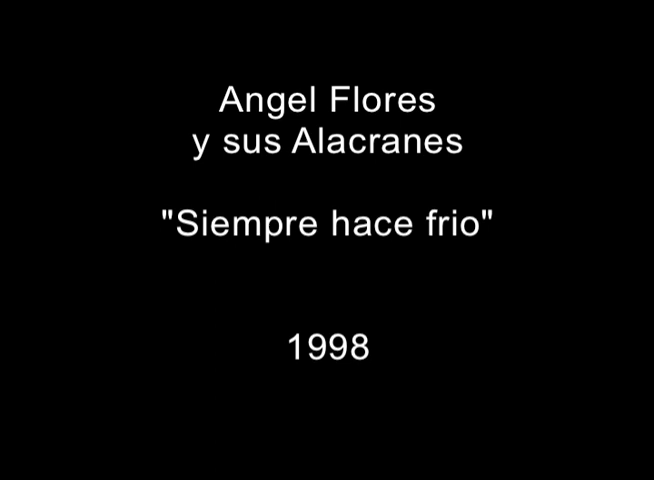 Angel Flores
y sus Alacranes
"Siempre hace frio"
1998